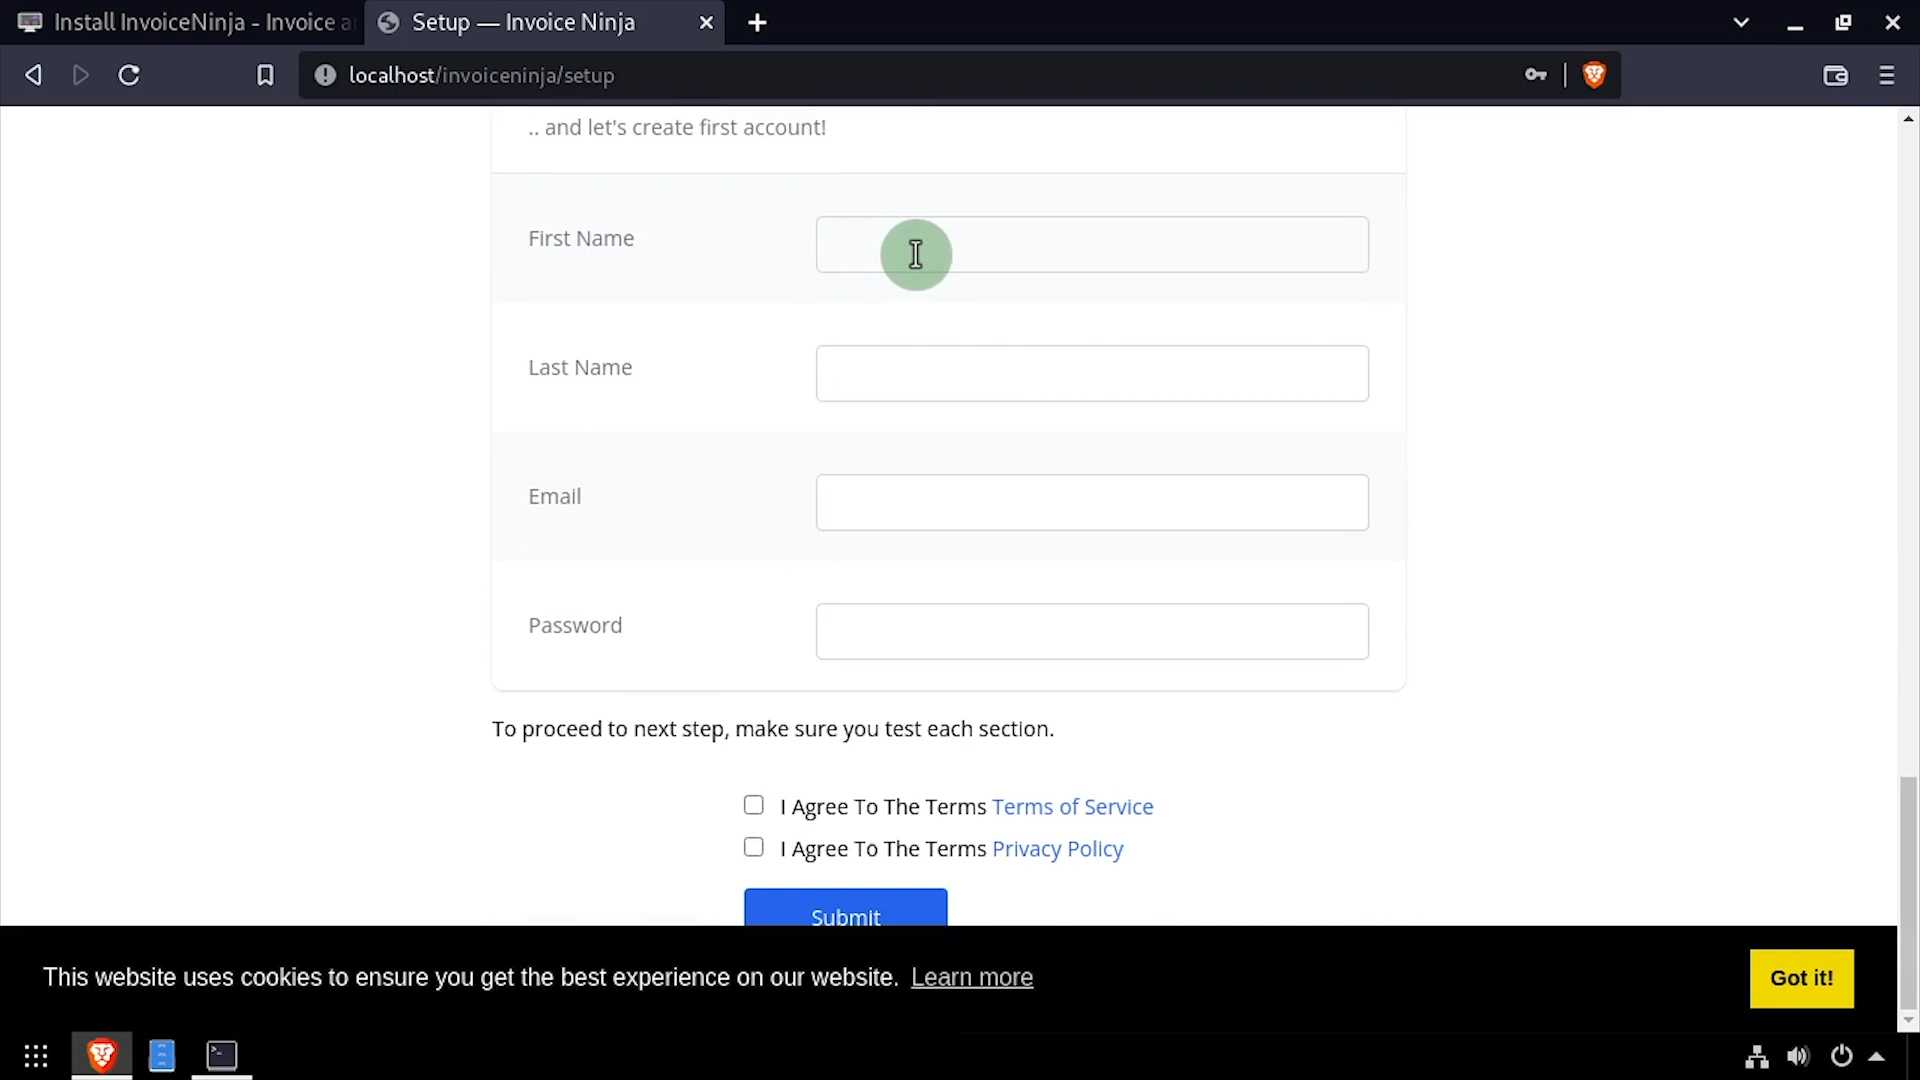 Install InvoiceNinja - Invoice a
Setup — Invoice Ninja
localhost/invoiceninja/setup
.. and let's create first account!
First Name
Last Name
Email
Password
To proceed to next step, make sure you test each section.
I Agree To The Terms Terms of Service
I Agree To The Terms Privacy Policy
Submit
This website uses cookies to ensure you get the best experience on our website. Learn more
Got it!